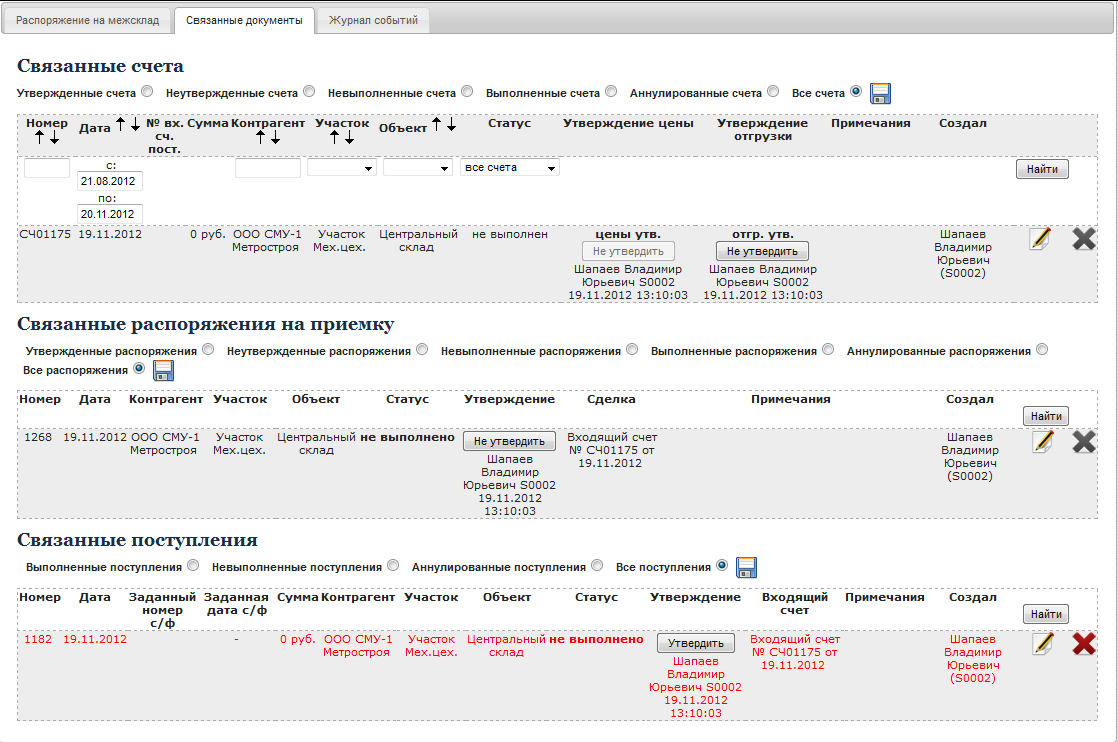 Распоряжение на межсклад Связанные документы Журнал событий
Связанные счета
Утвержденные счета Неутвержденные счета Невыполненные счета Выполненные счета Аннулированные счета Все счета
Номер Дата № вх. сч. пост. Сумма Контрагент Участок Объект Статус Утверждение цены Утверждение отгрузки Примечания Создал
с:
21.08.2012
по:
20.11.2012
все счета
Найти
СЧ01175 19.11.2012 0 руб. ООО СМУ-1 Участок Центральный не выполнен цены утв. отгр. утв. Шапаев
Метростроя Мех.цех. склад Не утвердить Не утвердить Владимир
Шапаев Владимир Шапаев Владимир Юрьевич
Юрьевич S0002 Юрьевич S0002 (S0002)
19.11.2012 13:10:03 19.11.2012 13:10:03
Связанные распоряжения на приемку
Утвержденные распоряжения Неутвержденные распоряжения Невыполненные распоряжения Выполненные распоряжения Аннулированные распоряжения
Все распоряжения
Номер Дата Контрагент Участок Объект Статус Утверждение Сделка Примечания Создал
Найти
1268 19.11.2012 ООО СМУ-1 Участок Центральный не выполнено Не утвердить Входящий счет Шапаев
Метростроя Мех.цех. склад Шапаев № СЧ01175 от Владимир
Владимир 19.11.2012 Юрьевич
Юрьевич S0002 (S0002)
19.11.2012
13:10:03
Связанные поступления
Выполненные поступления Невыполненные поступления Аннулированные поступления Все поступления
Номер Дата Заданный номер с/ф Заданная дата с/ф Сумма Контрагент Участок Объект Статус Утверждение Входящий счет Примечания Создал
Найти
1182 19.11.2012 - 0 руб. ООО СМУ-1 Участок Центральный не выполнено Утвердить Входящий счет Шапаев
Метростроя Мех.цех. склад Шапаев № СЧ01175 от Владимир
Владимир 19.11.2012 Юрьевич
Юрьевич S0002 (S0002)
19.11.2012
13:10:03